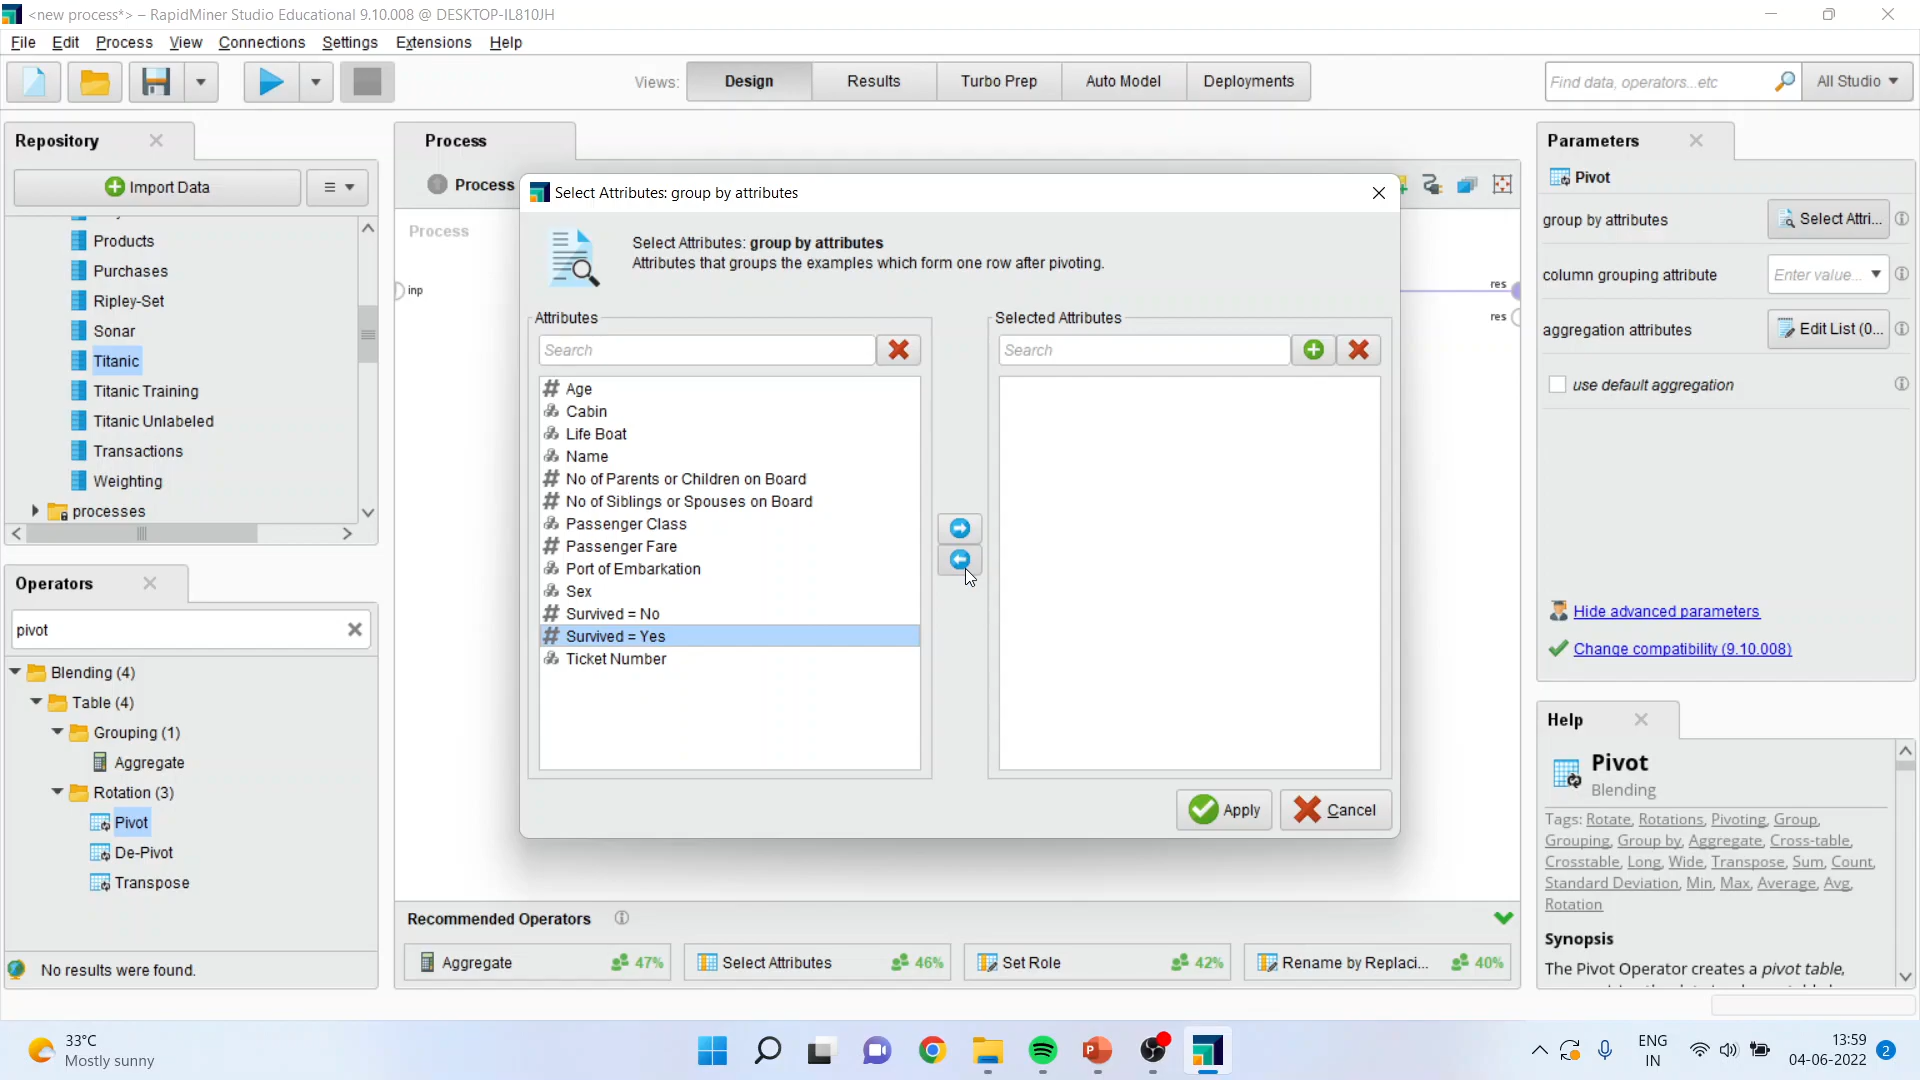 <new process*> – RapidMiner Studio Educational 9.10.008 @ DESKTOP-IL810JH
File Edit Process View Connections Settings Extensions Help
Views: Design Results Turbo Prep Auto Model Deployments
Find data, operators...etc All Studio
Repository
Import Data
Products
Purchases
Ripley-Set
Sonar
Titanic
Titanic Training
Titanic Unlabeled
Transactions
Weighting
processes
Operators
pivot
Blending (4)
Table (4)
Grouping (1)
Aggregate
Rotation (3)
Pivot
De-Pivot
Transpose
No results were found.
Process
Process
Process
inp
res
res
Select Attributes: group by attributes
Select Attributes: group by attributes
Attributes that groups the examples which form one row after pivoting.
Attributes
Search
Age
Cabin
Life Boat
Name
No of Parents or Children on Board
No of Siblings or Spouses on Board
Passenger Class
Passenger Fare
Port of Embarkation
Sex
Survived = No
Survived = Yes
Ticket Number
Selected Attributes
Search
Apply Cancel
Recommended Operators
Aggregate 47% Select Attributes 46% Set Role 42% Rename by Replaci... 40%
Parameters
Pivot
group by attributes Select Attri...
column grouping attribute Enter value...
aggregation attributes Edit List (0...
use default aggregation
Hide advanced parameters
Change compatibility (9.10.008)
Help
Pivot
Blending
Tags: Rotate, Rotations, Pivoting, Group,
Grouping, Group by, Aggregate, Cross-table,
Crosstable, Long, Wide, Transpose, Sum, Count,
Standard Deviation, Min, Max, Average, Avg,
Rotation
Synopsis
The Pivot Operator creates a pivot table,
33°C
Mostly sunny
ENG
IN
13:59
04-06-2022
2